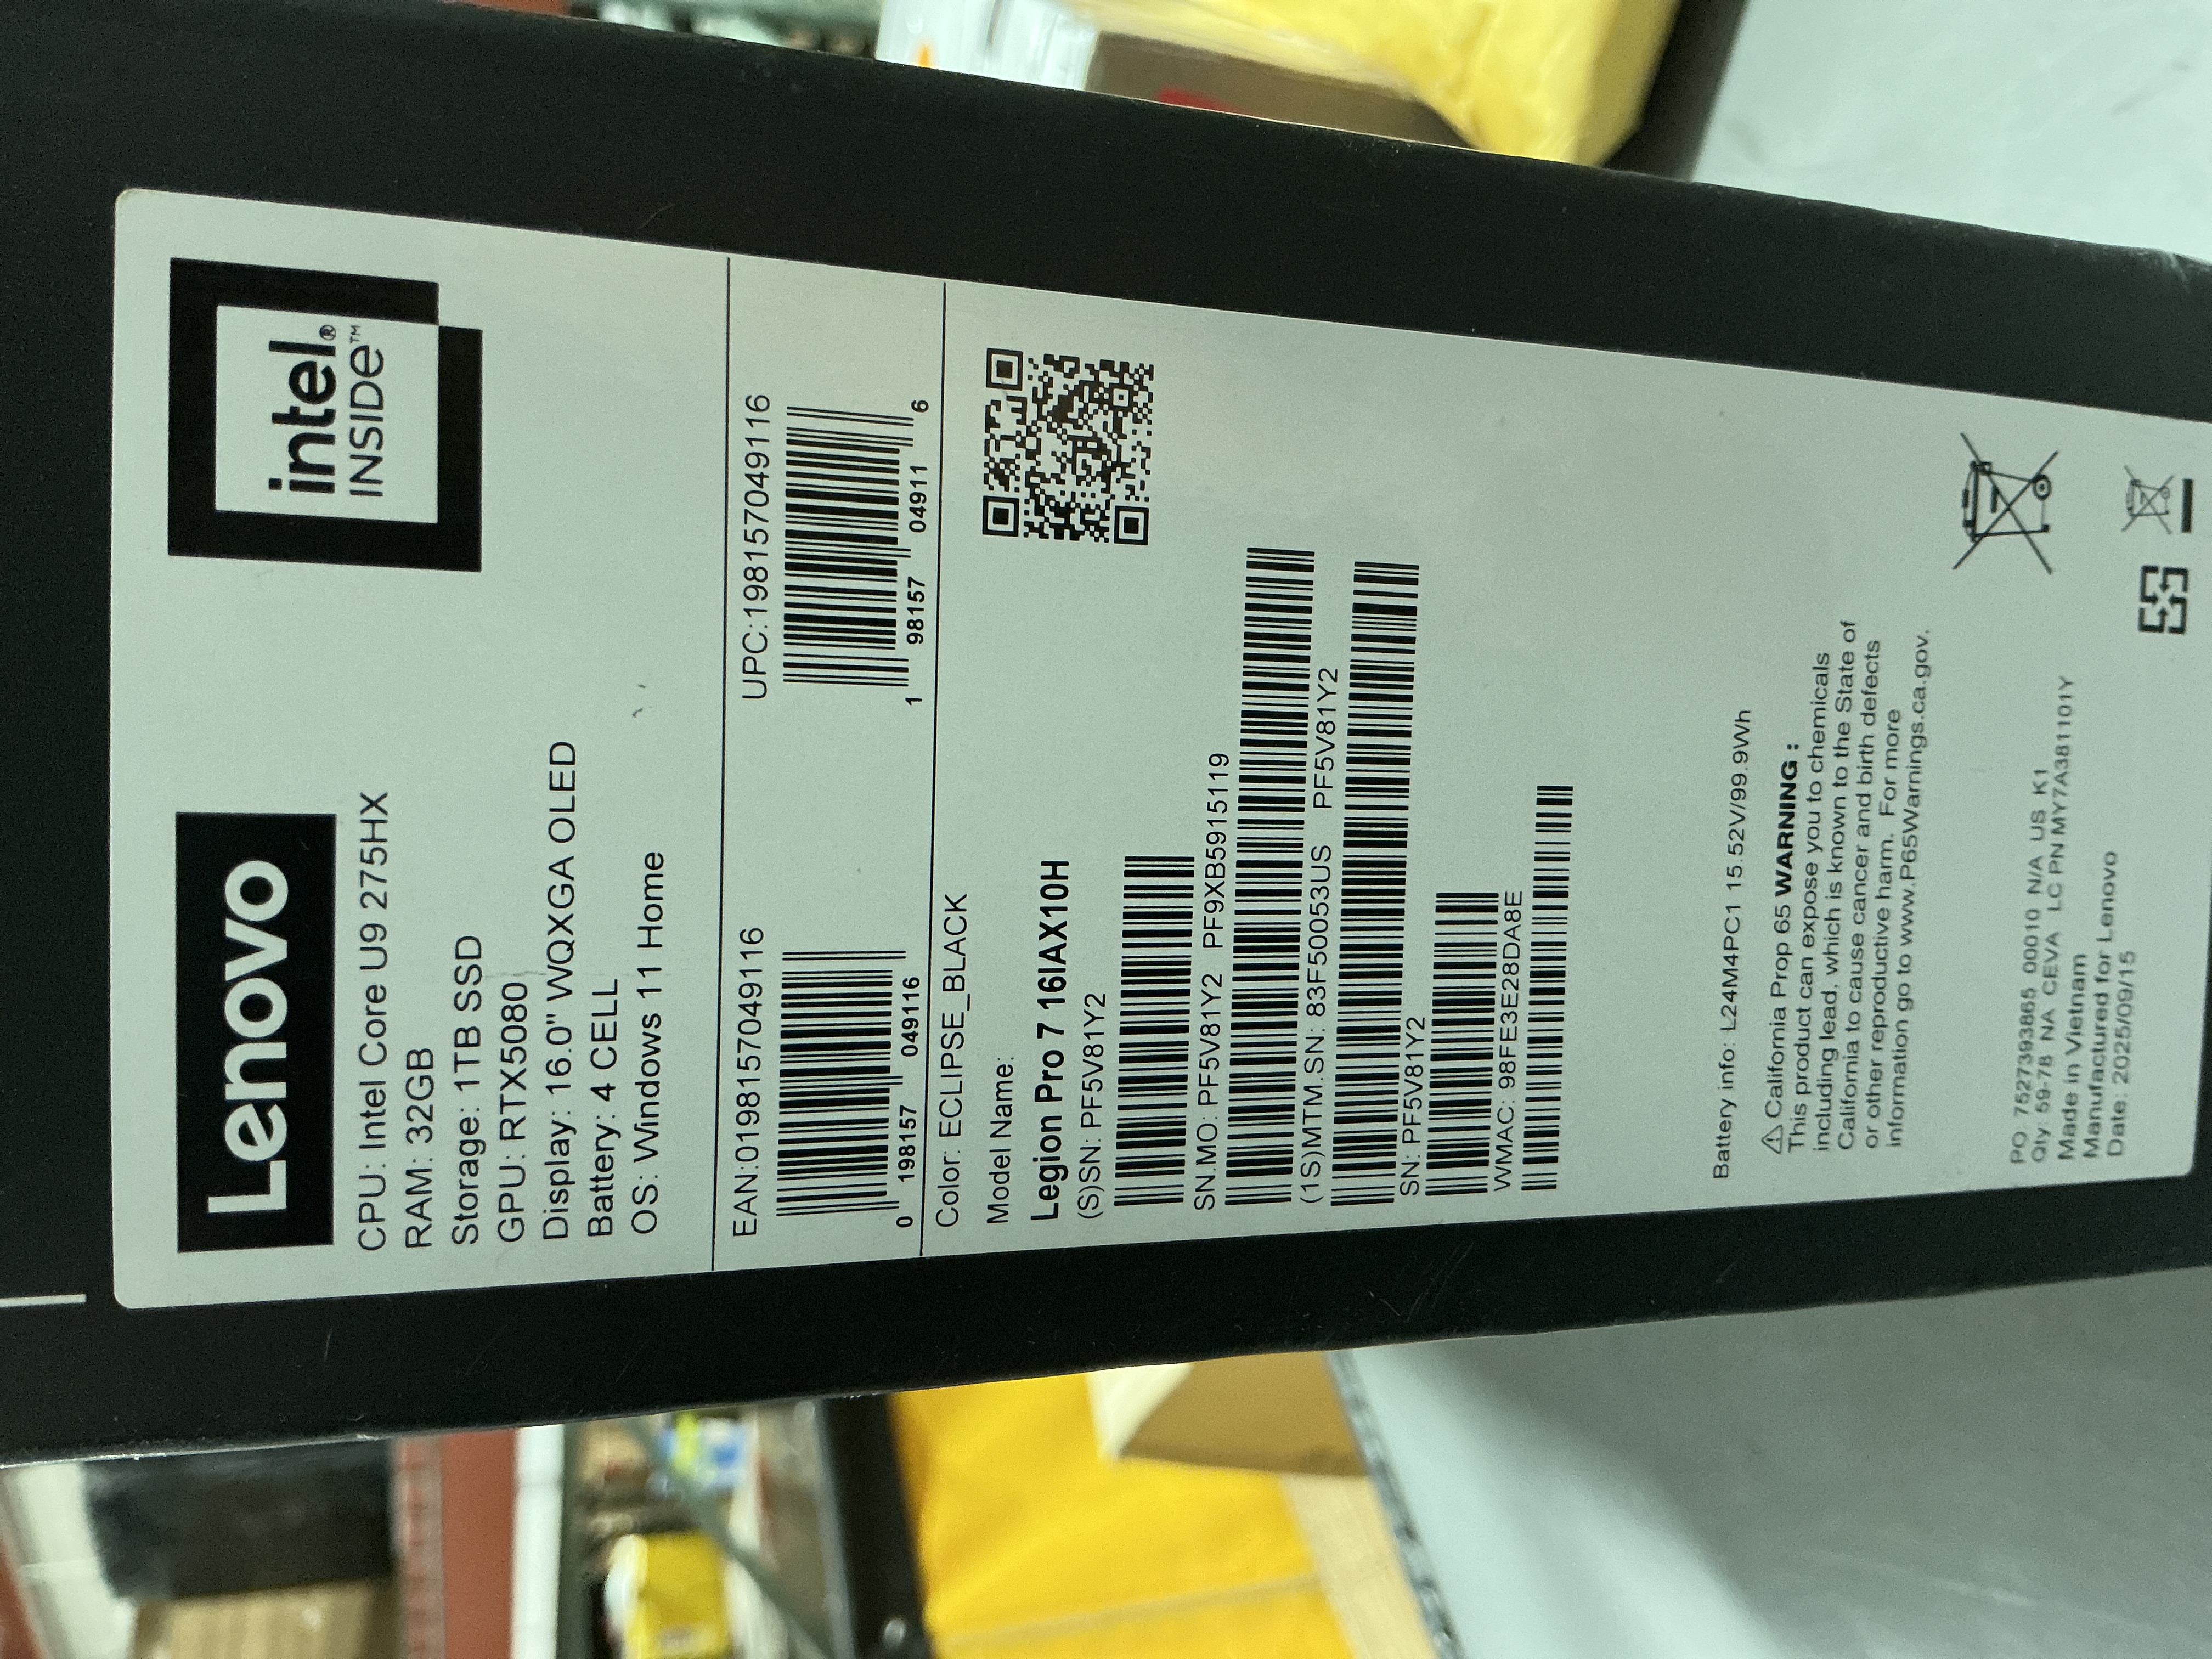 Lenovo
intel®
INSIDE™
CPU: Intel Core U9 275HX
RAM: 32GB
Storage: 1TB SSD
GPU: RTX5080
Display: 16.0" WQXGA OLED
Battery: 4 CELL
OS: Windows 11 Home
EAN:0198157049116
UPC:198157049116
0 198157 049116
1 98157 04911 6
Color: ECLIPSE_BLACK
Model Name:
Legion Pro 7 16IAX10H
(S)SN: PF5V81Y2
SN.MO: PF5V81Y2 PF9XB5915119
(1S)MTM.SN: 83F50053US PF5V81Y2
SN: PF5V81Y2
WMAC: 98FE3E28DA8E
Battery info: L24M4PC1 15.52V/99.9Wh
⚠ California Prop 65 WARNING :
This product can expose you to chemicals
including lead, which is known to the State of
California to cause cancer and birth defects
or other reproductive harm. For more
information go to www.P65Warnings.ca.gov.
PO: 7527393865 00010 N/A US K1
Qty: 59-78 NA CEVA LC PN MY7A381101Y
Made in Vietnam
Manufactured for Lenovo
Date: 2025/09/15